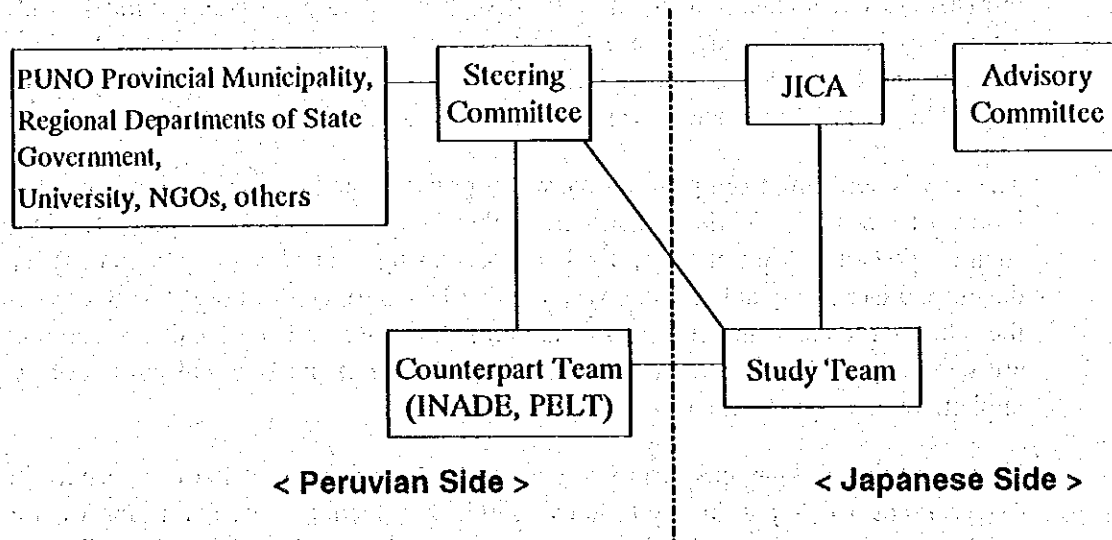 PUNO Provincial Municipality,
Regional Departments of State
Government,
University, NGOs, others
Steering
Committee
JICA
Advisory
Committee
Counterpart Team
(INADE, PELT)
Study Team
< Peruvian Side >
< Japanese Side >